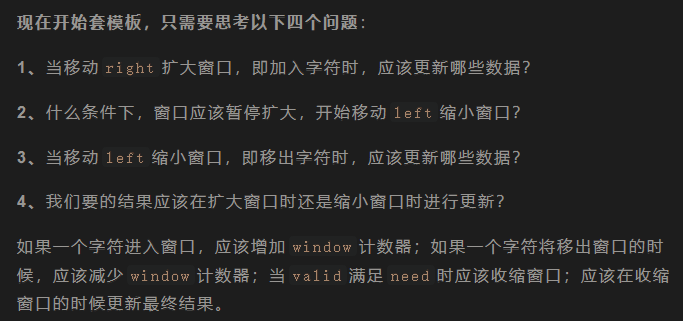 现在开始套模板，只需要思考以下四个问题：
1、当移动 right 扩大窗口，即加入字符时，应该更新哪些数据？
2、什么条件下，窗口应该暂停扩大，开始移动 left 缩小窗口？
3、当移动 left 缩小窗口，即移出字符时，应该更新哪些数据？
4、我们要的结果应该在扩大窗口时还是缩小窗口时进行更新？
如果一个字符进入窗口，应该增加 window 计数器；如果一个字符将移出窗口的时
候，应该减少 window 计数器；当 valid 满足 need 时应该收缩窗口；应该在收缩
窗口的时候更新最终结果。